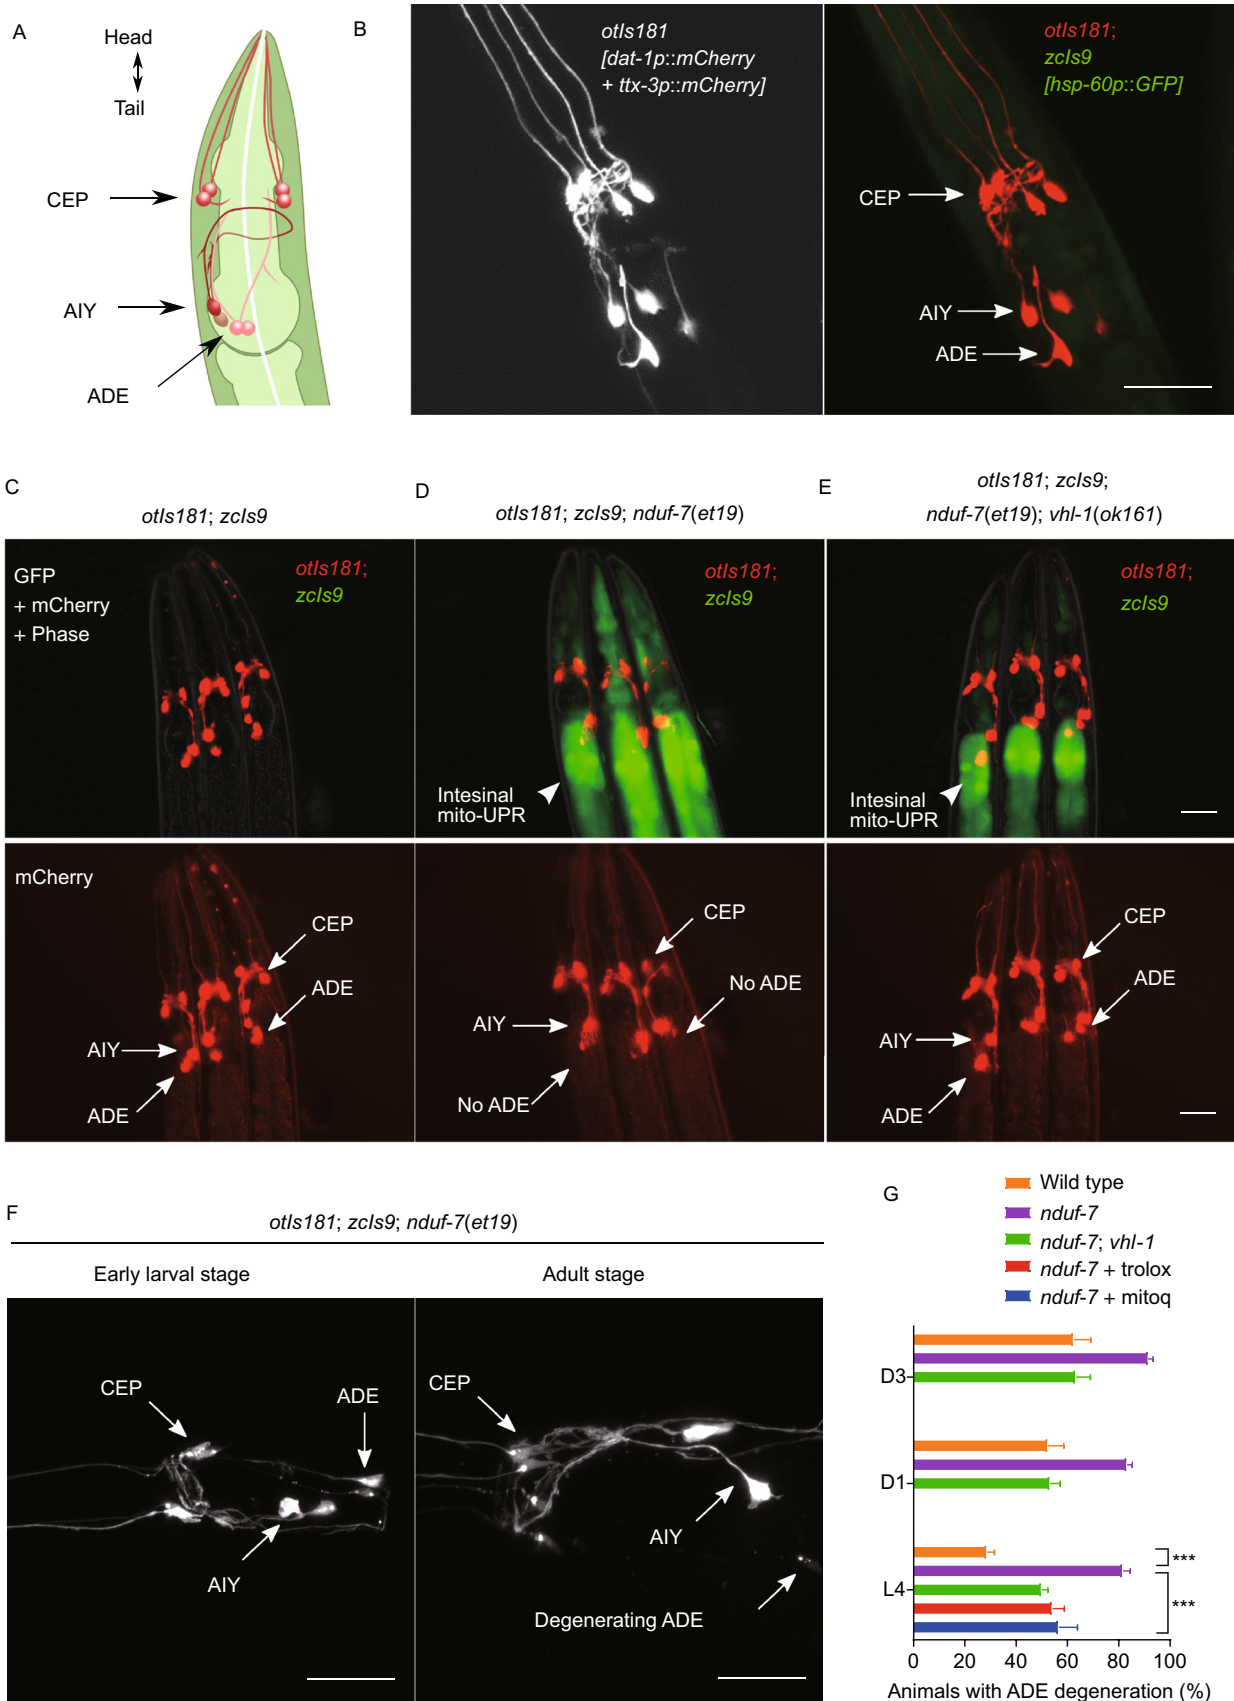 A
Head
Tail
CEP
AIY
ADE
B
otIs181
[dat-1p::mCherry
+ ttx-3p::mCherry]
otIs181;
zcIs9
[hsp-60p::GFP]
CEP
AIY
ADE
C
otIs181; zcIs9
D
otIs181; zcIs9; nduf-7(et19)
E
otIs181; zcIs9;
nduf-7(et19); vhl-1(ok161)
GFP
+ mCherry
+ Phase
otIs181;
zcIs9
otIs181;
zcIs9
Intesinal
mito-UPR
otIs181;
zcIs9
Intesinal
mito-UPR
mCherry
CEP
ADE
AIY
ADE
CEP
No ADE
AIY
No ADE
CEP
ADE
AIY
ADE
F
otIs181; zcIs9; nduf-7(et19)
Early larval stage
Adult stage
CEP
ADE
AIY
CEP
AIY
Degenerating ADE
G
Wild type
nduf-7
nduf-7; vhl-1
nduf-7 + trolox
nduf-7 + mitoq
D3
D1
L4
***
***
0 20 40 60 80 100
Animals with ADE degeneration (%)